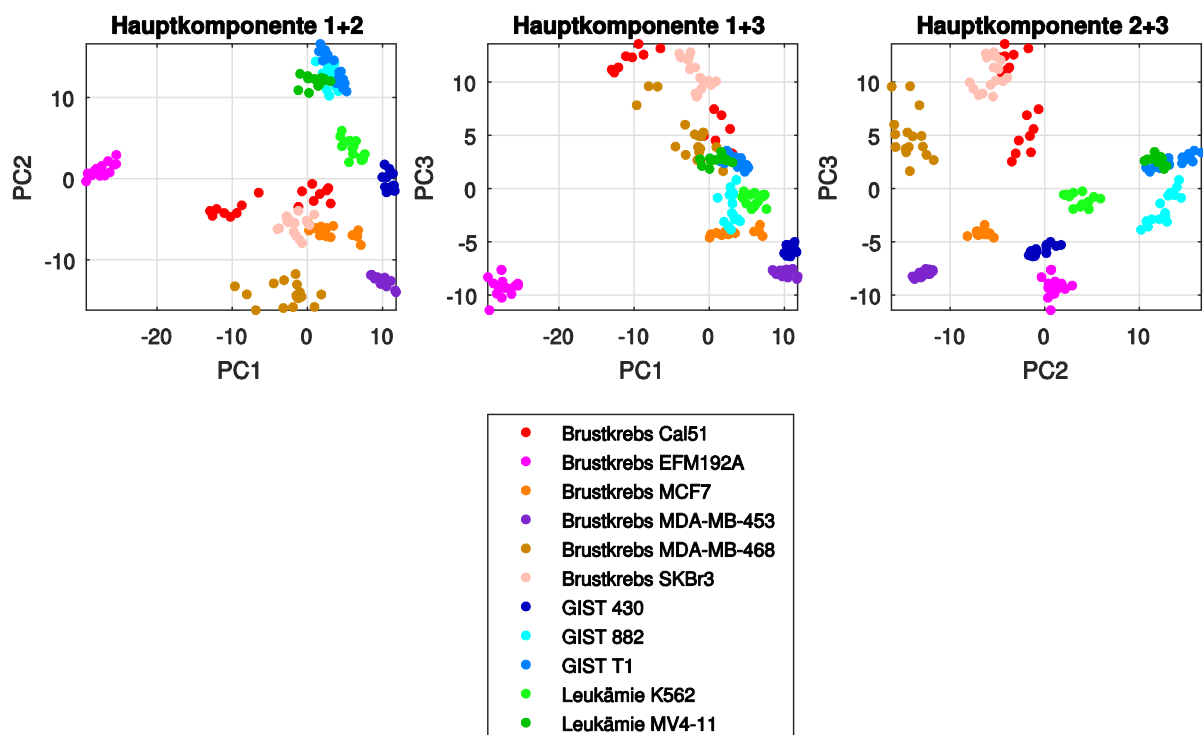 Hauptkomponente 1+2
Hauptkomponente 1+3
Hauptkomponente 2+3
10
0
-10
PC2
-20
-10
0
10
PC1
10
5
0
-5
-10
PC3
-20
-10
0
10
PC1
10
5
0
-5
-10
PC3
-10
0
10
PC2
Brustkrebs Cal51
Brustkrebs EFM192A
Brustkrebs MCF7
Brustkrebs MDA-MB-453
Brustkrebs MDA-MB-468
Brustkrebs SKBr3
GIST 430
GIST 882
GIST T1
Leukämie K562
Leukämie MV4-11